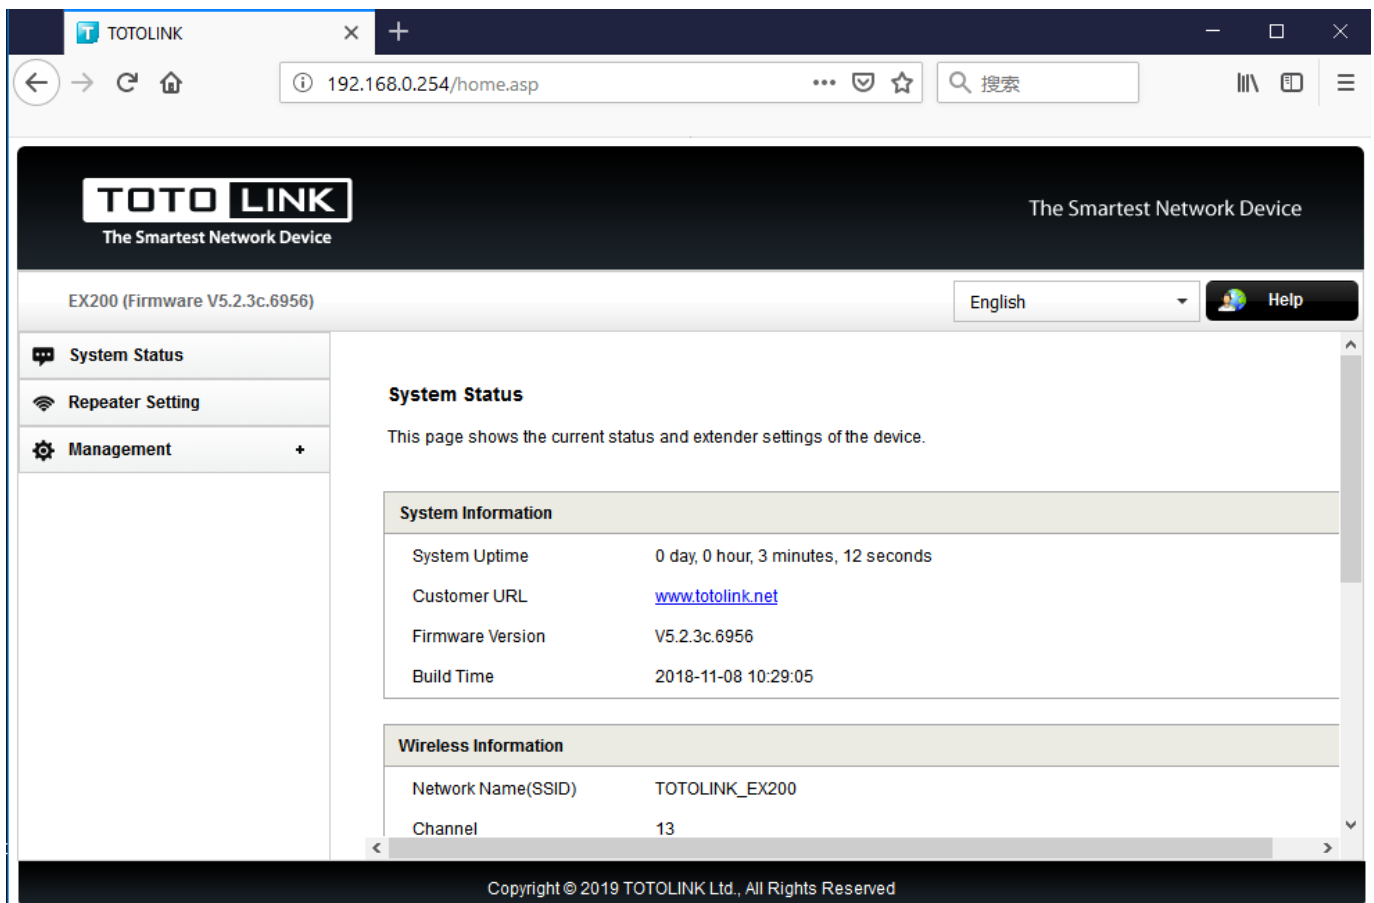 TOTOLINK
192.168.0.254/home.asp
搜索
TOTO LINK
The Smartest Network Device
The Smartest Network Device
EX200 (Firmware V5.2.3c.6956)
English
Help
System Status
Repeater Setting
Management +
System Status
This page shows the current status and extender settings of the device.
System Information
System Uptime 0 day, 0 hour, 3 minutes, 12 seconds
Customer URL www.totolink.net
Firmware Version V5.2.3c.6956
Build Time 2018-11-08 10:29:05
Wireless Information
Network Name(SSID) TOTOLINK_EX200
Channel 13
Copyright © 2019 TOTOLINK Ltd., All Rights Reserved